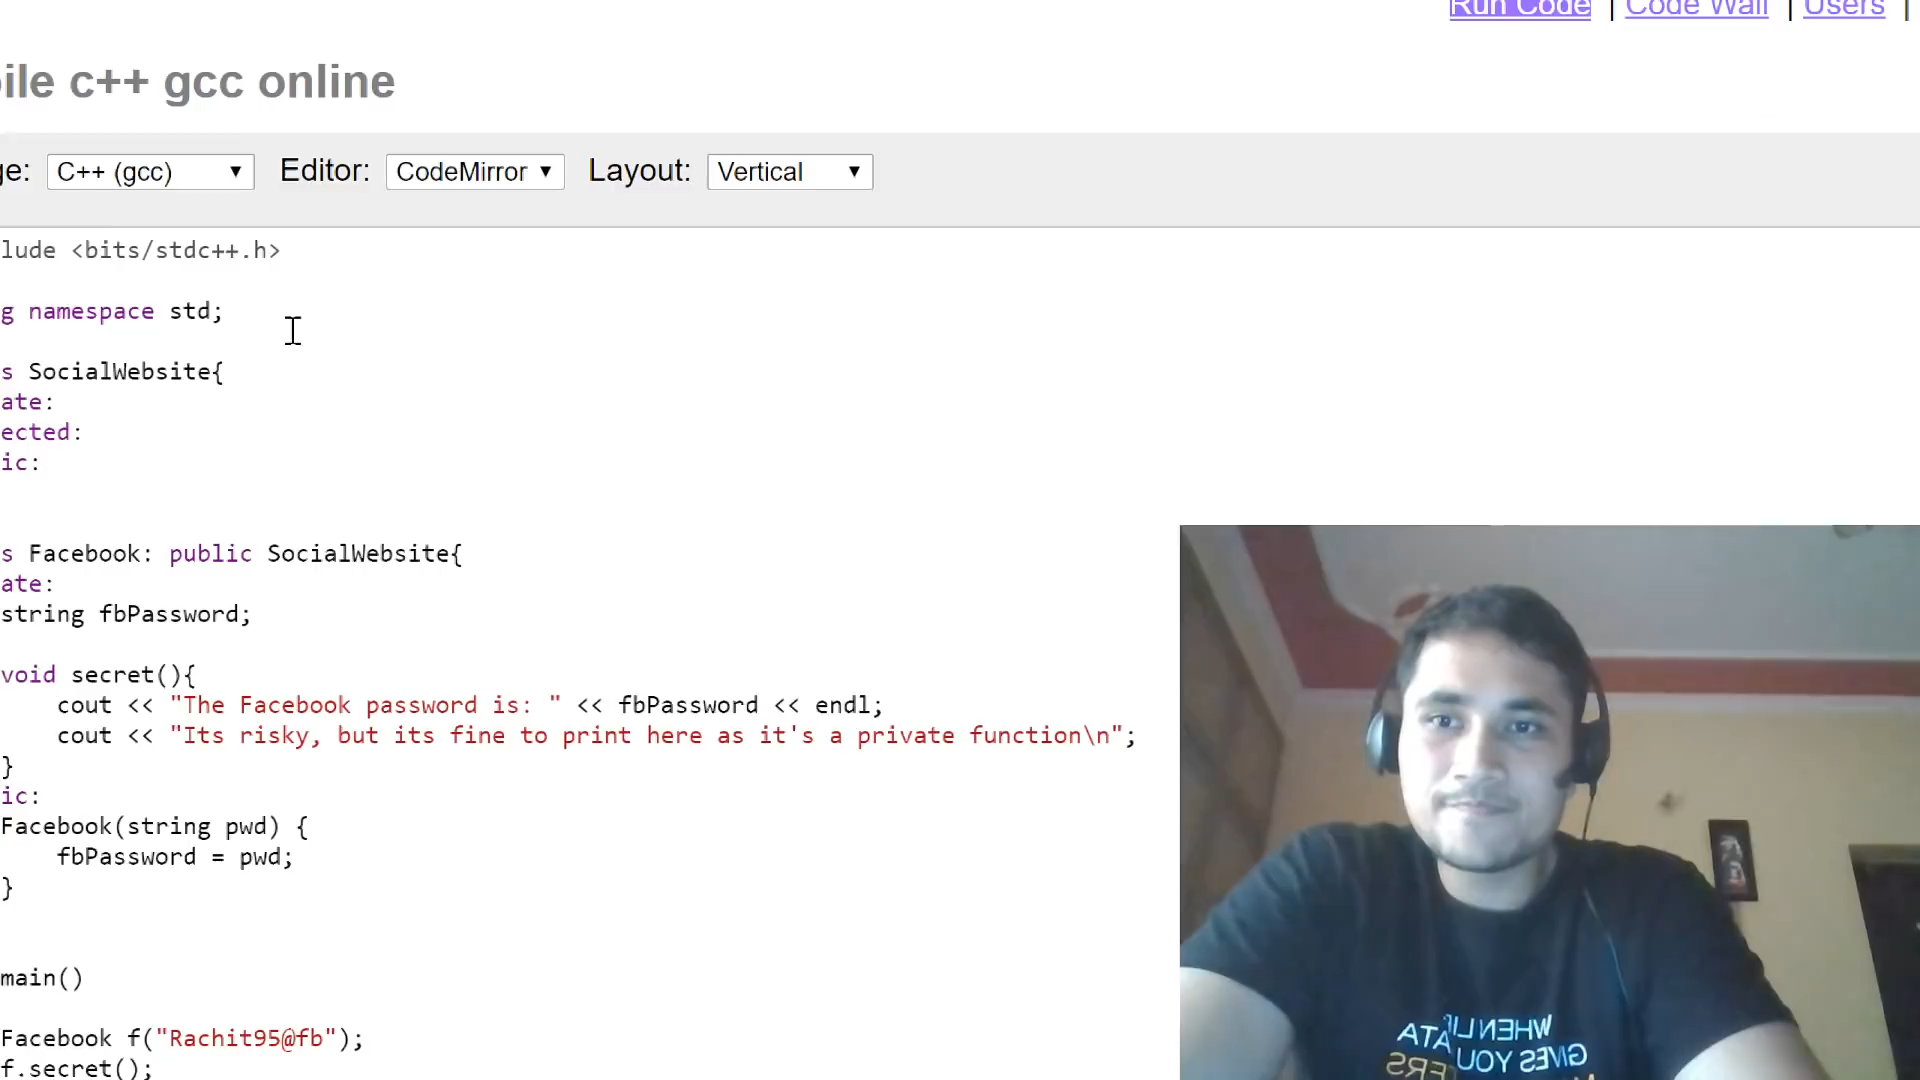 Run Code | Code Wall | Users |
ile c++ gcc online
ge: C++ (gcc) ▼ Editor: CodeMirror ▼ Layout: Vertical ▼
lude <bits/stdc++.h>
g namespace std;
s SocialWebsite{
ate:
ected:
ic:
s Facebook: public SocialWebsite{
ate:
string fbPassword;
void secret(){
cout << "The Facebook password is: " << fbPassword << endl;
cout << "Its risky, but its fine to print here as it's a private function\n";
}
ic:
Facebook(string pwd) {
fbPassword = pwd;
}
main()
Facebook f("Rachit95@fb");
f.secret();
WHEN LIF
GIVES YOU